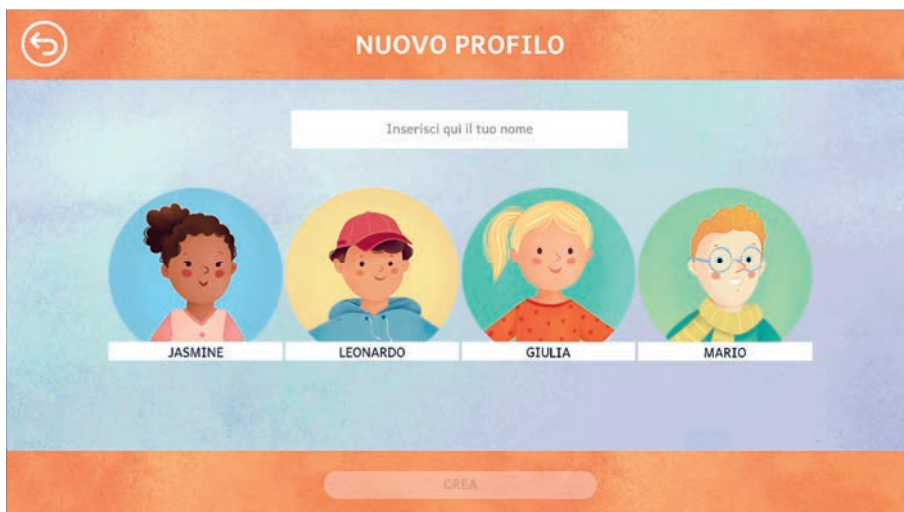 NUOVO PROFILO
Inserisci qui il tuo nome
JASMINE
LEONARDO
GIULIA
MARIO
CREA